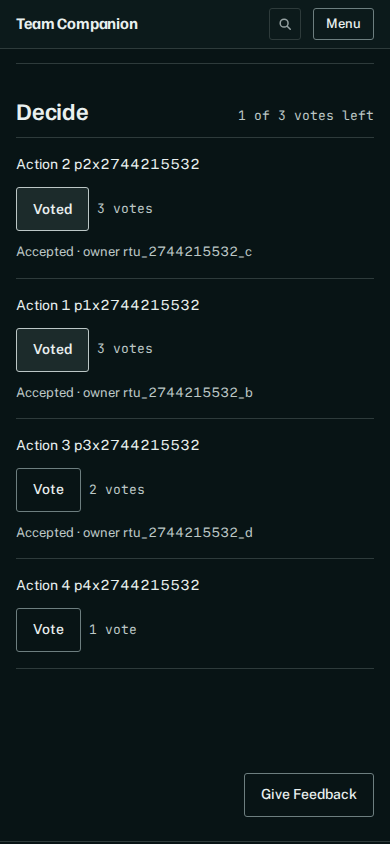 Team Companion
Menu
Decide
1 of 3 votes left
Action 2 p2x2744215532
Voted
3 votes
Accepted · owner rtu_2744215532_c
Action 1 p1x2744215532
Voted
3 votes
Accepted · owner rtu_2744215532_b
Action 3 p3x2744215532
Vote
2 votes
Accepted · owner rtu_2744215532_d
Action 4 p4x2744215532
Vote
1 vote
Give Feedback